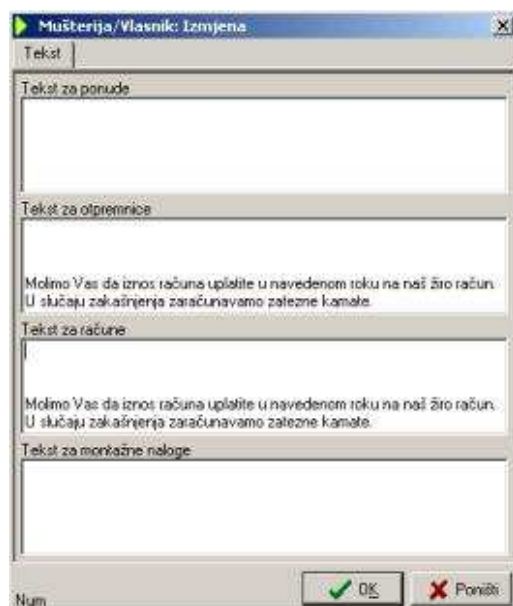 Mušterija/Vlasnik: Izmjena
Tekst
Tekst za ponude
Tekst za otpremnice
Molimo Vas da iznos računa uplatite u navedenom roku na naš žiro račun.
U slučaju zakašnjenja zaračunavamo zatezne kamate.
Tekst za račune
Molimo Vas da iznos računa uplatite u navedenom roku na naš žiro račun.
U slučaju zakašnjenja zaračunavamo zatezne kamate.
Tekst za montažne naloge
OK Poništi
Num